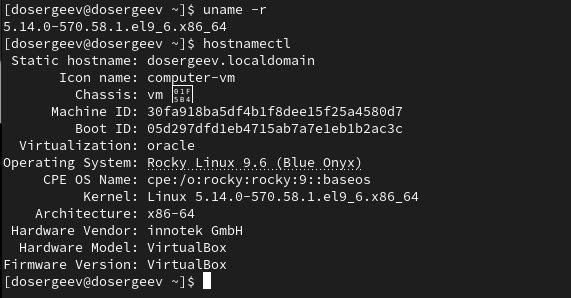 [dosergeev@dosergeev ~]$ uname -r
5.14.0-570.58.1.el9_6.x86_64
[dosergeev@dosergeev ~]$ hostnamectl
Static hostname: dosergeev.localdomain
Icon name: computer-vm
Chassis: vm 01F5B4
Machine ID: 30fa918ba5df4b1f8dee15f25a4580d7
Boot ID: 05d297dfd1eb4715ab7a7e1eb1b2ac3c
Virtualization: oracle
Operating System: Rocky Linux 9.6 (Blue Onyx)
CPE OS Name: cpe:/o:rocky:rocky:9::baseos
Kernel: Linux 5.14.0-570.58.1.el9_6.x86_64
Architecture: x86-64
Hardware Vendor: innotek GmbH
Hardware Model: VirtualBox
Firmware Version: VirtualBox
[dosergeev@dosergeev ~]$